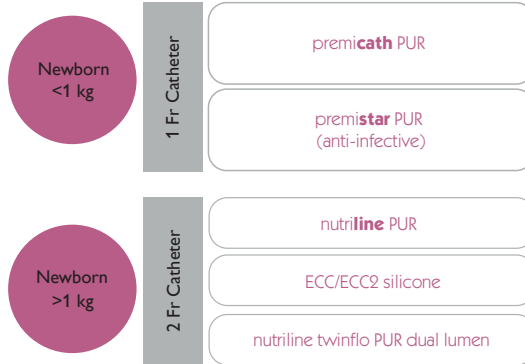 Newborn
<1 kg
1 Fr Catheter
premicath PUR
premistar PUR
(anti-infective)
Newborn
>1 kg
2 Fr Catheter
nutriline PUR
ECC/ECC2 silicone
nutriline twinflo PUR dual lumen